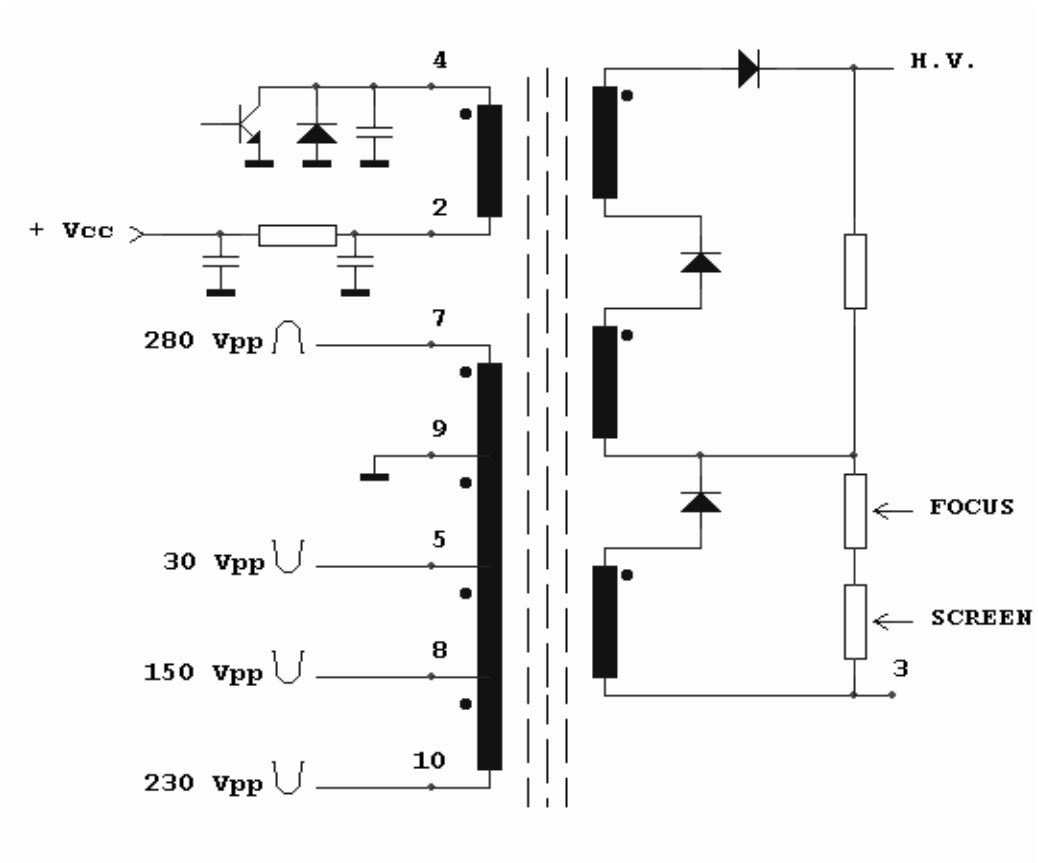 4
H.V.
2
+ Vcc
7
280 Vpp
9
FOCUS
5
30 Vpp
SCREEN
8
3
150 Vpp
10
230 Vpp